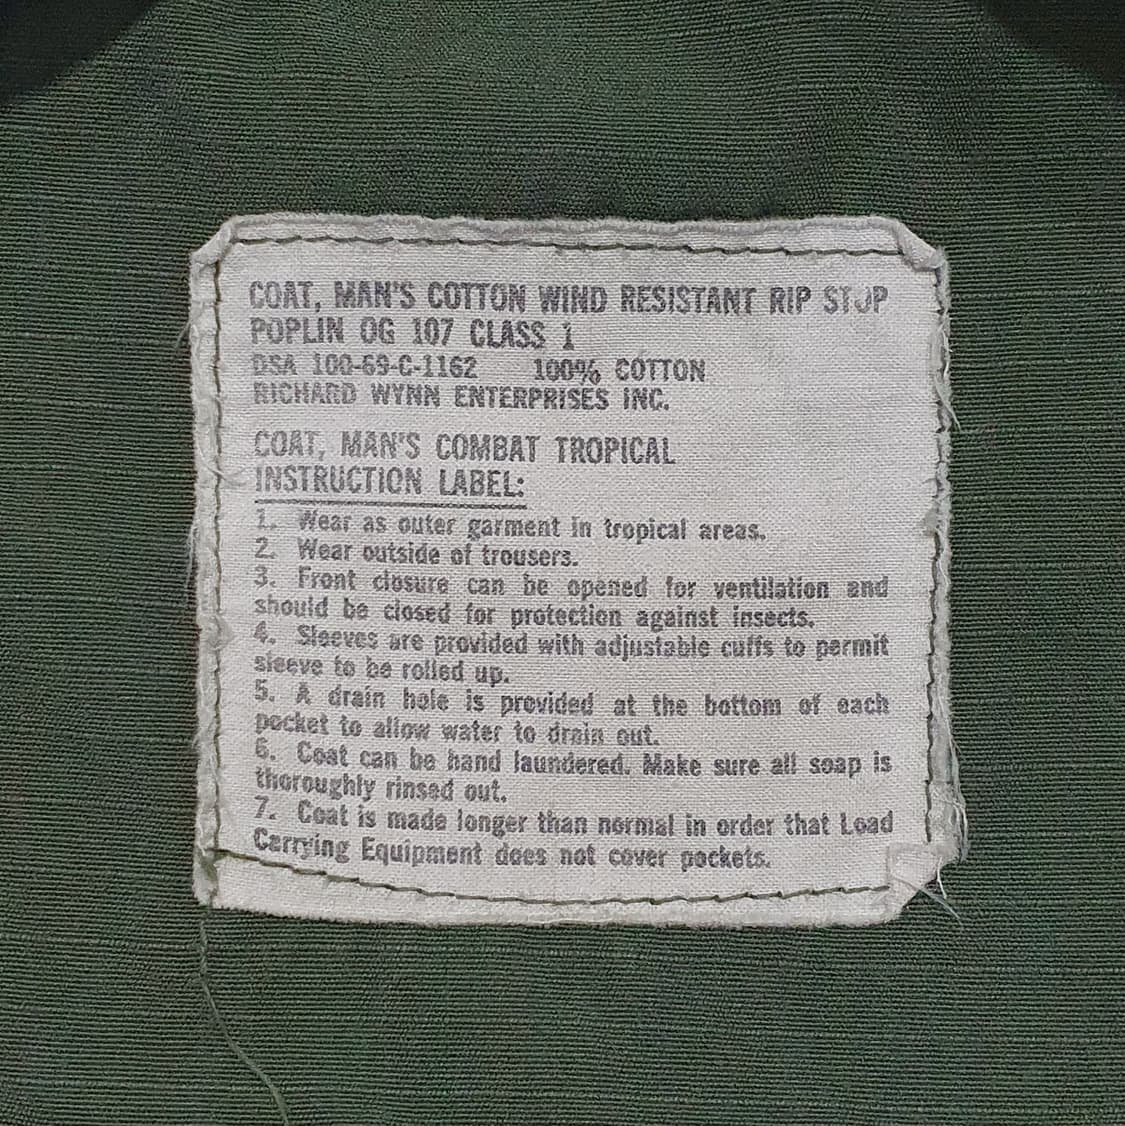 COAT, MAN'S COTTON WIND RESISTANT RIP STOP
POPLIN OG 107 CLASS 1
DSA 100-69-C-1162 100% COTTON
RICHARD WYNN ENTERPRISES INC.
COAT, MAN'S COMBAT TROPICAL
INSTRUCTION LABEL:
1. Wear as outer garment in tropical areas.
2. Wear outside of trousers.
3. Front closure can be opened for ventilation and
should be closed for protection against insects.
4. Sleeves are provided with adjustable cuffs to permit
sleeve to be rolled up.
5. A drain hole is provided at the bottom of each
pocket to allow water to drain out.
6. Coat can be hand laundered. Make sure all soap is
thoroughly rinsed out.
7. Coat is made longer than normal in order that Load
Carrying Equipment does not cover pockets.